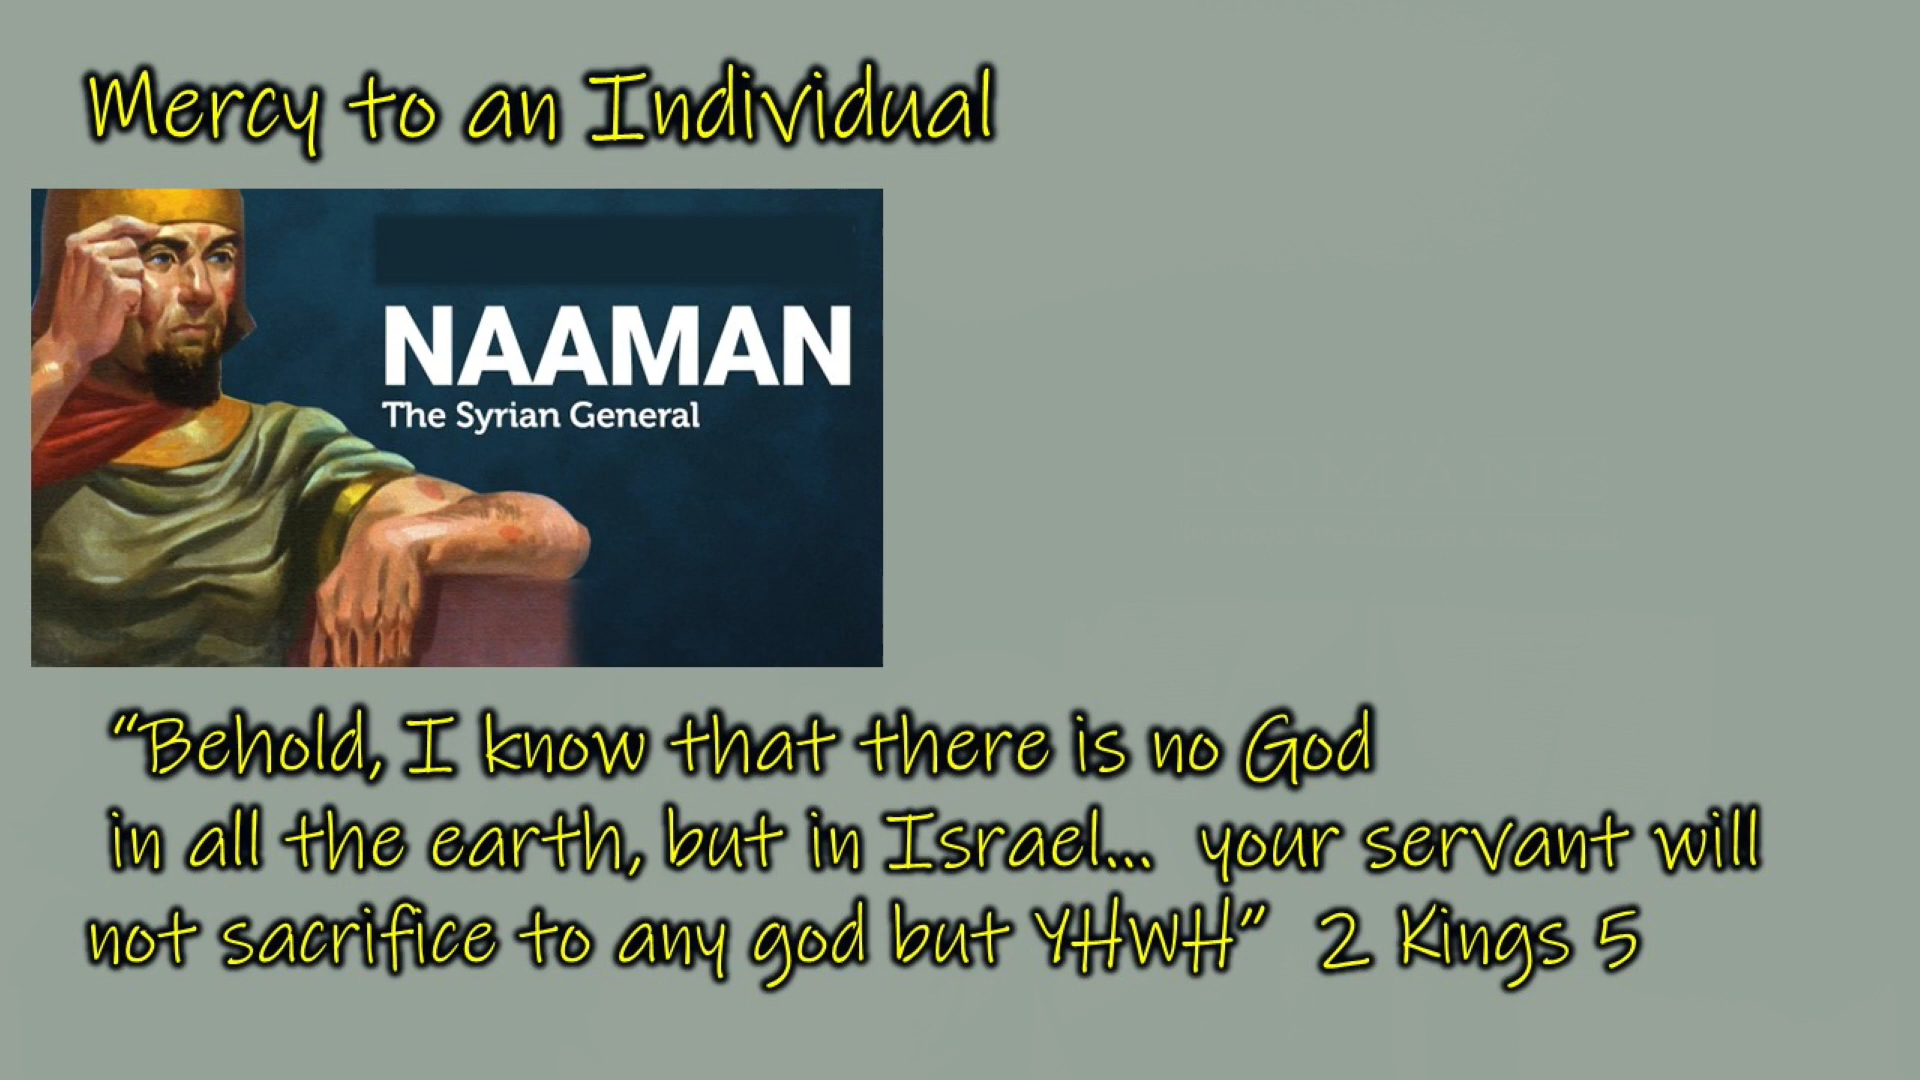 Mercy to an Individual
NAAMAN
The Syrian General
“Behold, I know that there is no God
in all the earth, but in Israel... your servant will
not sacrifice to any god but YHWH” 2 Kings 5